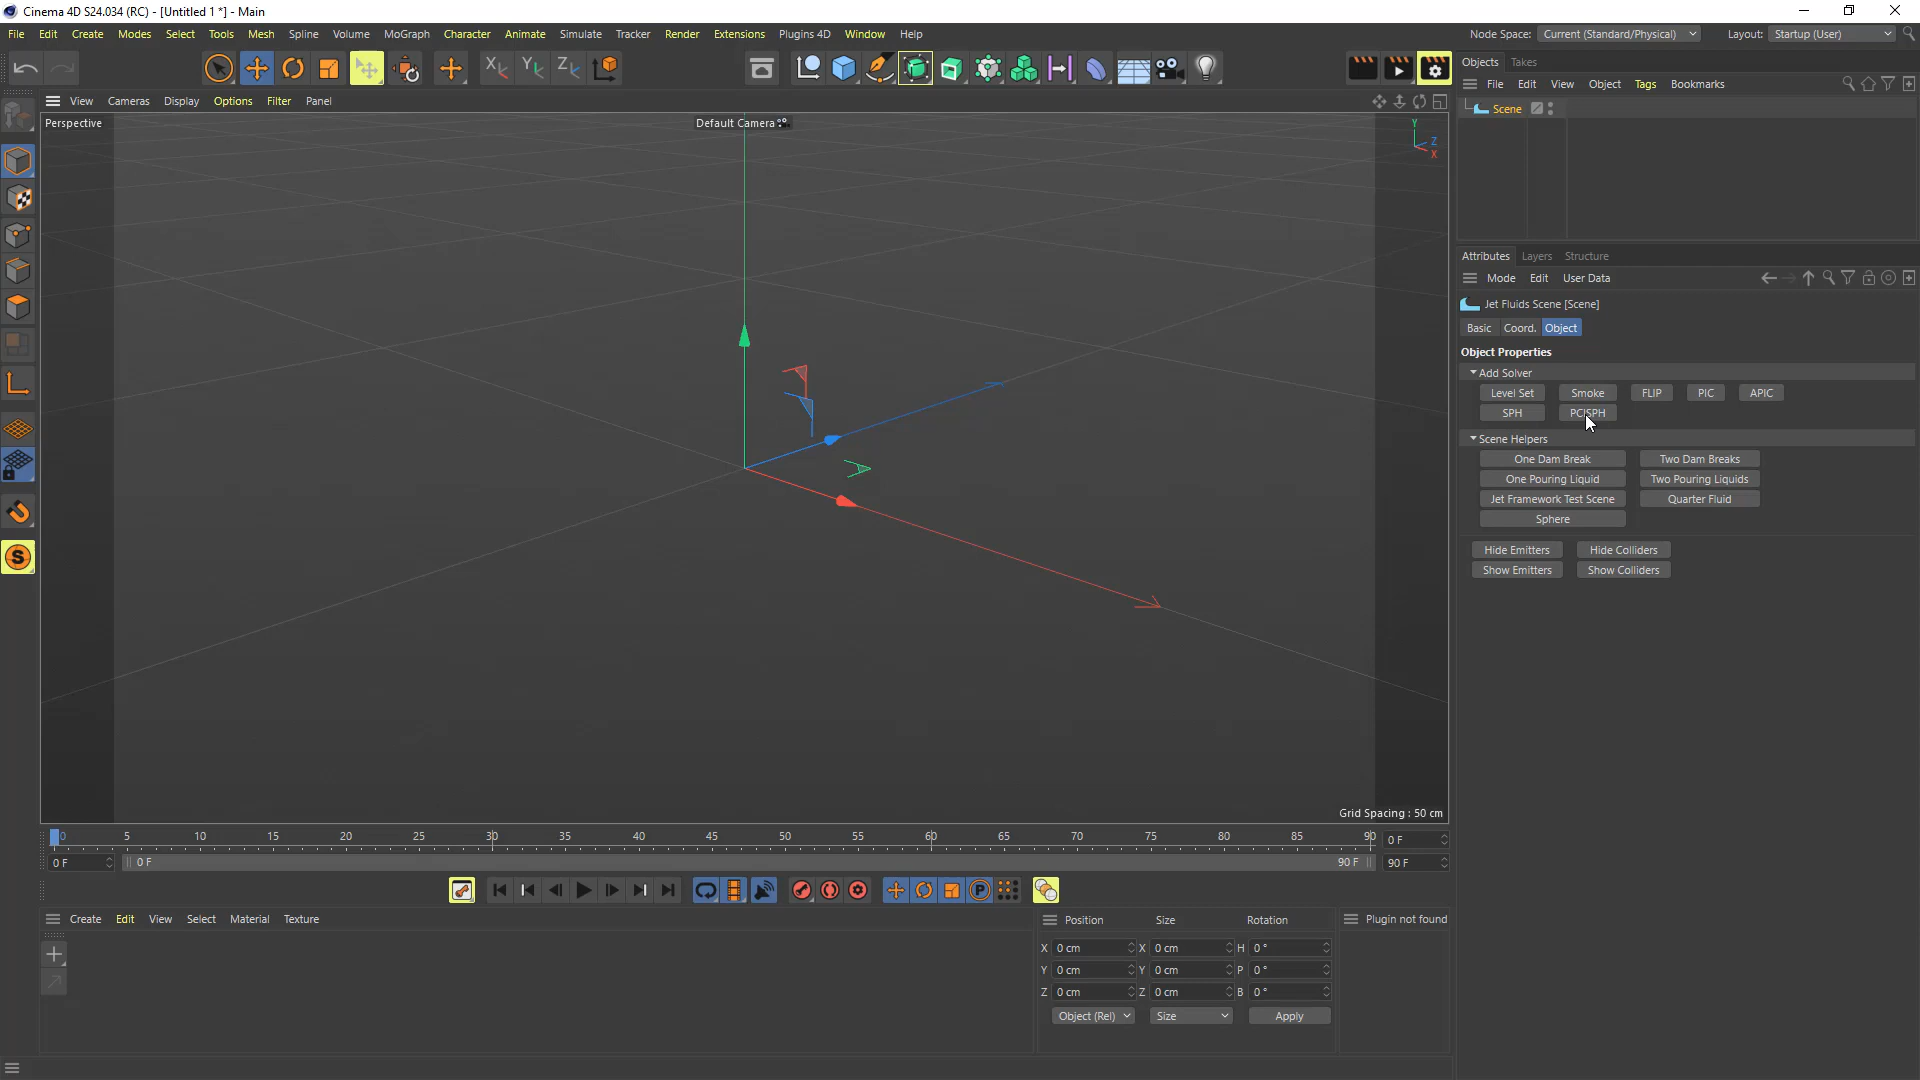 Cinema 4D S24.034 (RC) - [Untitled 1 *] - Main
File Edit Create Modes Select Tools Mesh Spline Volume MoGraph Character Animate Simulate Tracker Render Extensions Plugins 4D Window Help Node Space: Current (Standard/Physical) Layout: Startup (User)
X Y Z
View Cameras Display Options Filter Panel
Perspective
Default Camera
Y
Z
X
Grid Spacing : 50 cm
Objects Takes
File Edit View Object Tags Bookmarks
Scene
Attributes Layers Structure
Mode Edit User Data
Jet Fluids Scene [Scene]
Basic Coord. Object
Object Properties
Add Solver
Level Set Smoke FLIP PIC APIC
SPH PCISPH
Scene Helpers
One Dam Break Two Dam Breaks
One Pouring Liquid Two Pouring Liquids
Jet Framework Test Scene Quarter Fluid
Sphere
Hide Emitters Hide Colliders
Show Emitters Show Colliders
0 5 10 15 20 25 30 35 40 45 50 55 60 65 70 75 80 85 90 0 F
0 F 0 F 90 F 90 F
P
S
Create Edit View Select Material Texture
Position Size Rotation
X 0 cm X 0 cm H 0 °
Y 0 cm Y 0 cm P 0 °
Z 0 cm Z 0 cm B 0 °
Object (Rel) Size Apply
Plugin not found